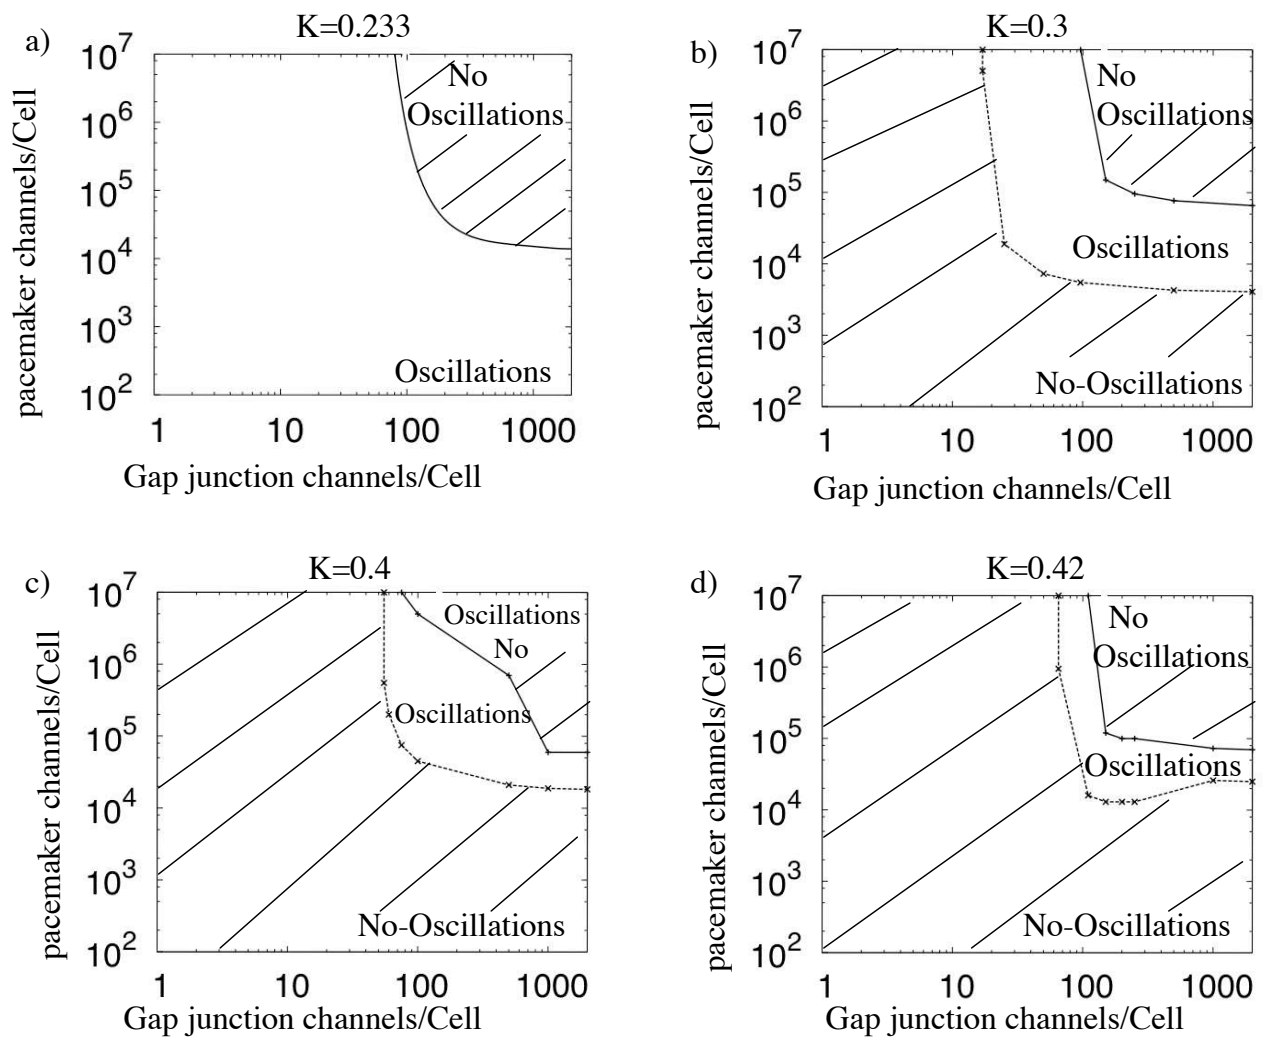 a)
K=0.233
10^7
10^6
10^5
10^4
10^3
10^2
pacemaker channels/Cell
No
Oscillations
Oscillations
1 10 100 1000
Gap junction channels/Cell
b)
K=0.3
10^7
10^6
10^5
10^4
10^3
10^2
pacemaker channels/Cell
No
Oscillations
Oscillations
No-Oscillations
1 10 100 1000
Gap junction channels/Cell
c)
K=0.4
10^7
10^6
10^5
10^4
10^3
10^2
pacemaker channels/Cell
Oscillations
No
Oscillations
No-Oscillations
1 10 100 1000
Gap junction channels/Cell
d)
K=0.42
10^7
10^6
10^5
10^4
10^3
10^2
pacemaker channels/Cell
No
Oscillations
Oscillations
No-Oscillations
1 10 100 1000
Gap junction channels/Cell